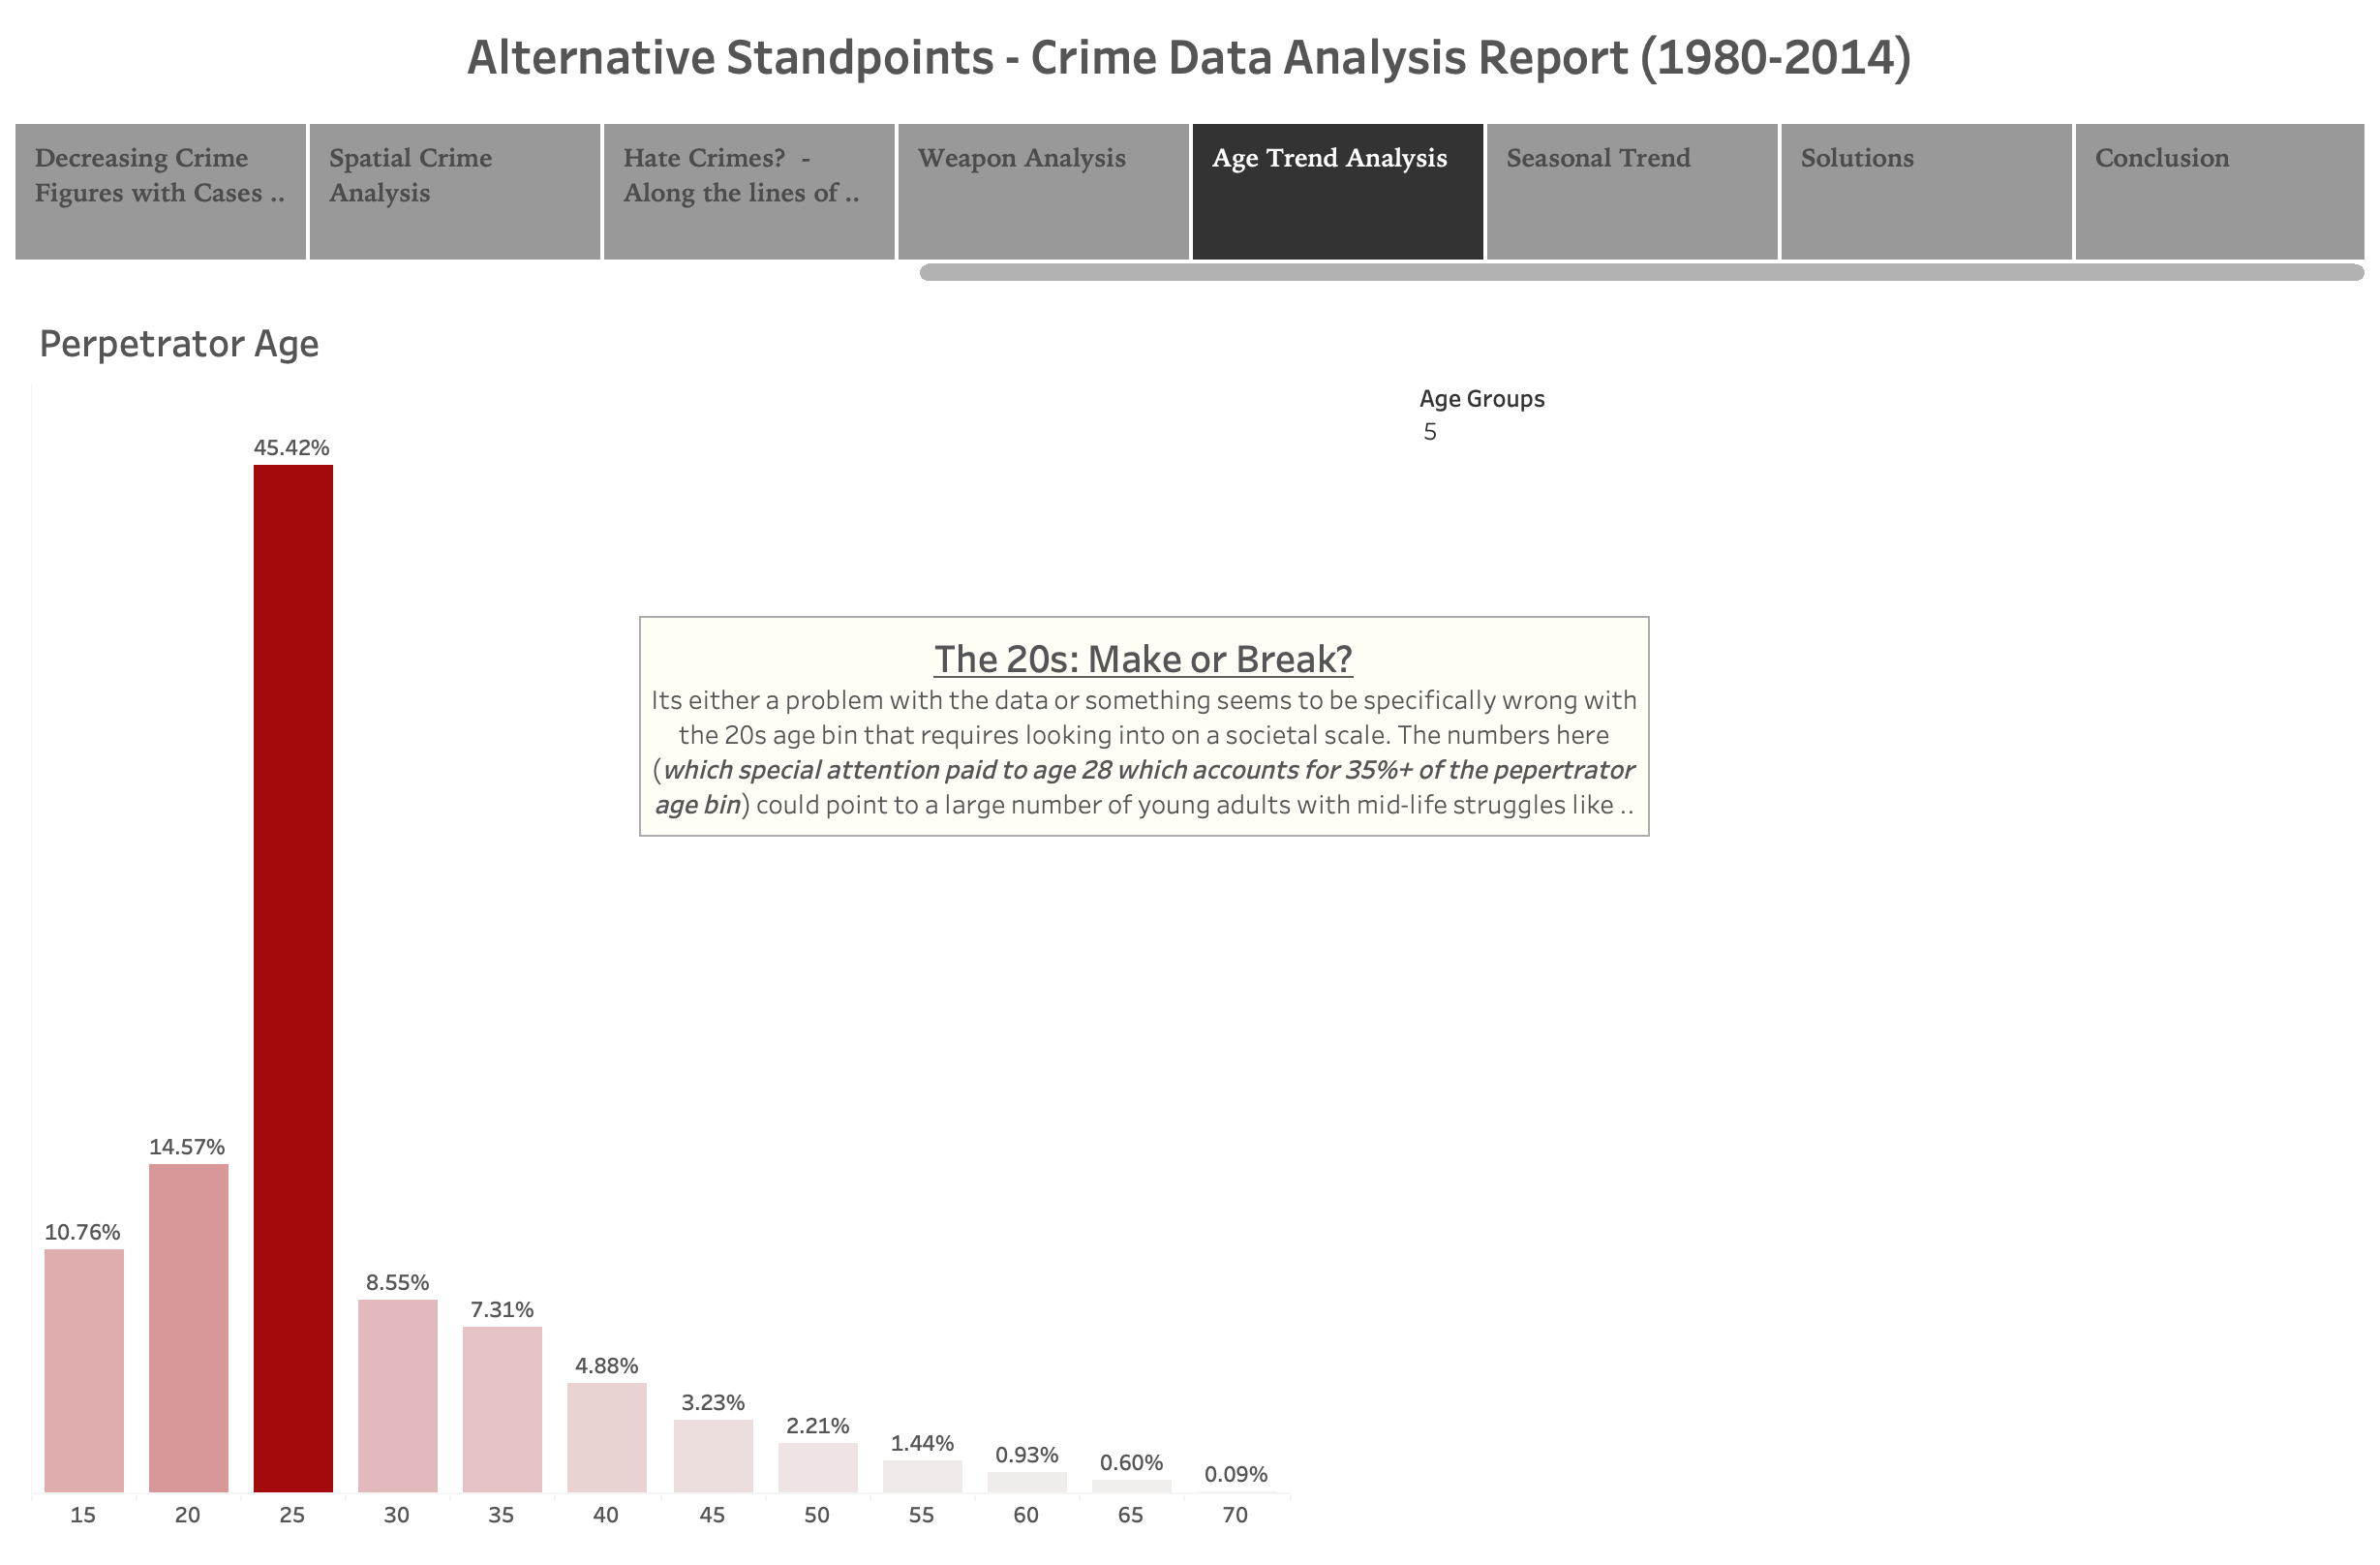 Alternative Standpoints - Crime Data Analysis Report (1980-2014)
Decreasing Crime
Figures with Cases ..
Spatial Crime
Analysis
Hate Crimes?  -
Along the lines of ..
Weapon Analysis
Age Trend Analysis
Seasonal Trend
Solutions
Conclusion
Perpetrator Age
Age Groups
5
45.42%
The 20s: Make or Break?
Its either a problem with the data or something seems to be specifically wrong with
the 20s age bin that requires looking into on a societal scale. The numbers here
(which special attention paid to age 28 which accounts for 35%+ of the pepertrator
age bin) could point to a large number of young adults with mid-life struggles like ..
14.57%
10.76%
8.55%
7.31%
4.88%
3.23%
2.21%
1.44%
0.93%
0.60%
0.09%
15 20 25 30 35 40 45 50 55 60 65 70